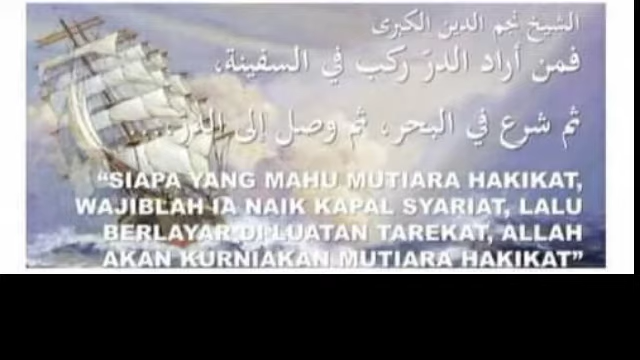 الشيخ نجم الدين الكبرى
فمن أراد الدرّ ركب في السفينة،
ثم شرع في البحر، ثم وصل إلى الدرّ،...
“SIAPA YANG MAHU MUTIARA HAKIKAT,
WAJIBLAH IA NAIK KAPAL SYARIAT, LALU
BERLAYAR DI LUATAN TAREKAT, ALLAH
AKAN KURNIAKAN MUTIARA HAKIKAT”